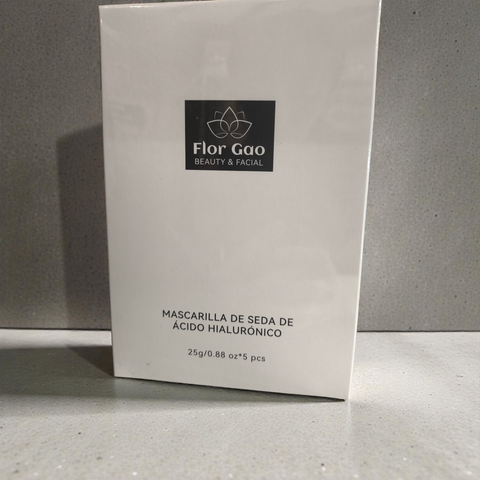 Flor Gao
BEAUTY & FACIAL
MASCARILLA DE SEDA DE
ÁCIDO HIALURÓNICO
25g/0.88 oz*5 pcs